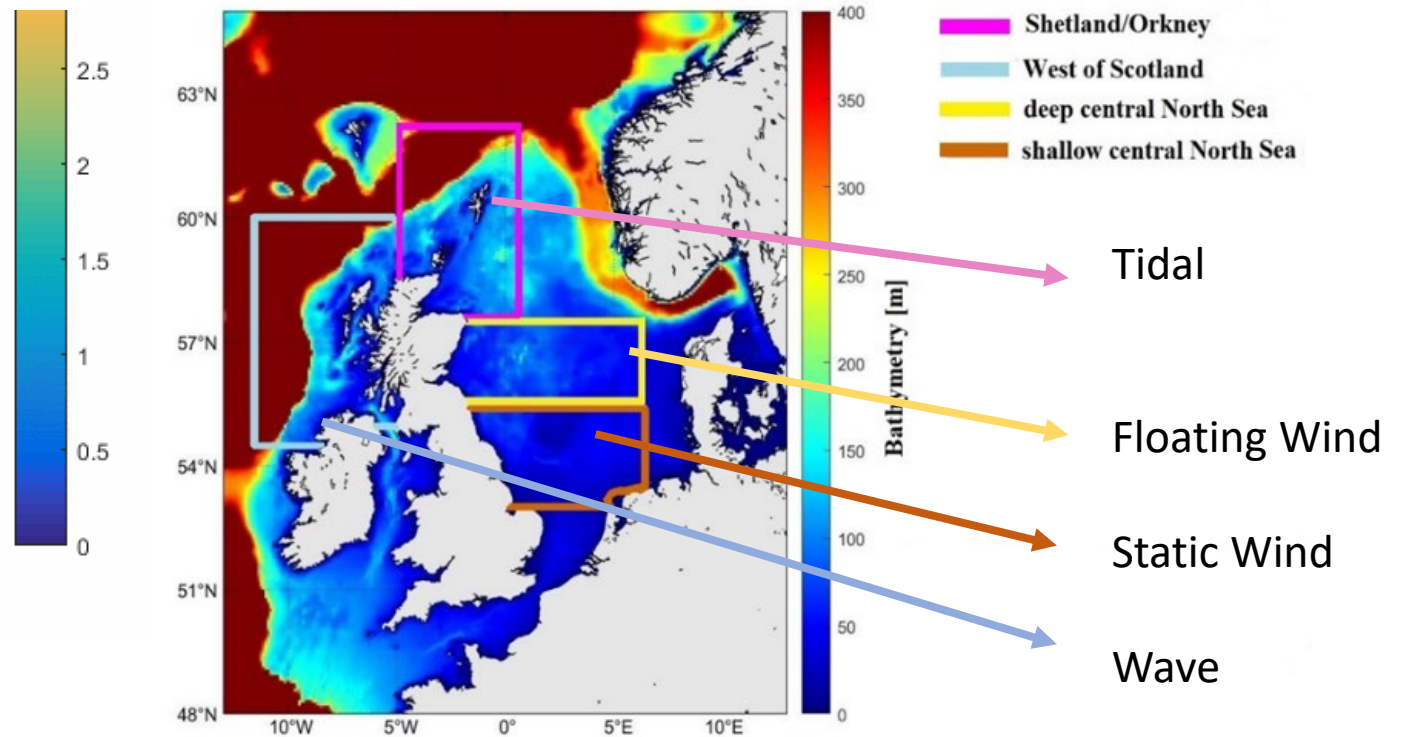 2.5
2
1.5
1
0.5
0
63°N
60°N
57°N
54°N
51°N
48°N
10°W
5°W
0°
5°E
10°E
400
350
300
250
200
150
100
50
0
Bathymetry [m]
Shetland/Orkney
West of Scotland
deep central North Sea
shallow central North Sea
Tidal
Floating Wind
Static Wind
Wave